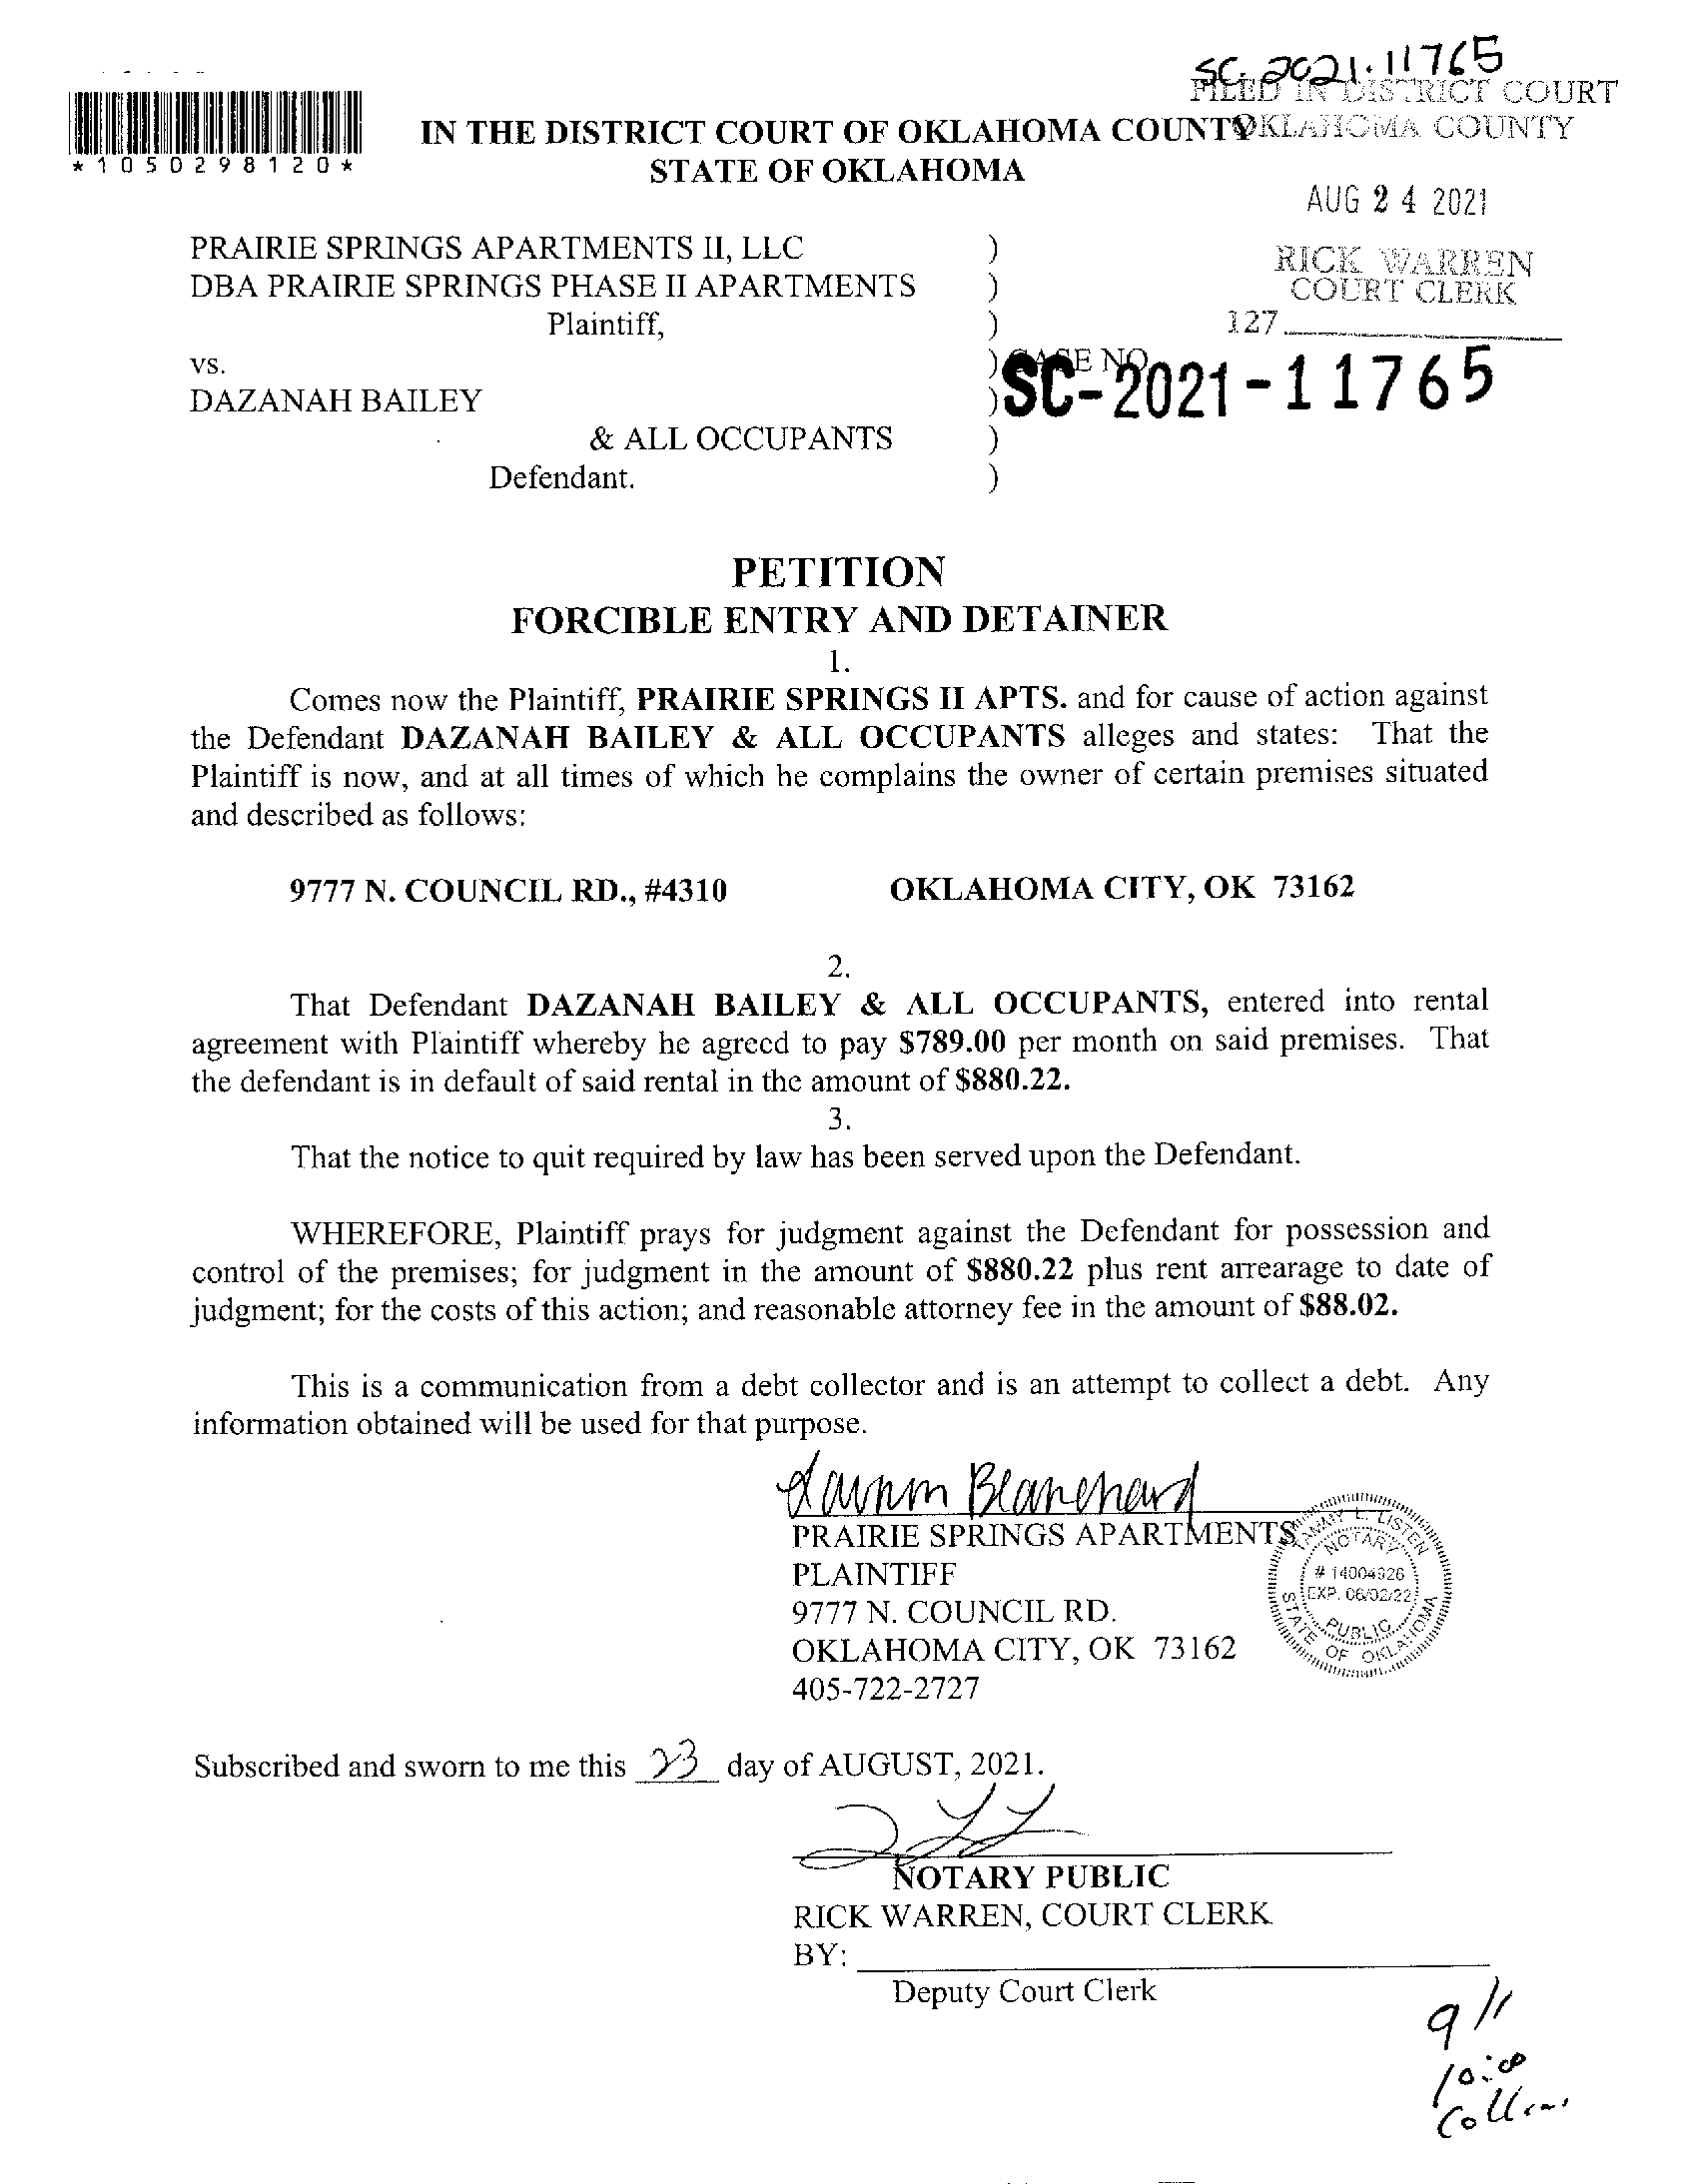 SC-2021-11765
FILED IN DISTRICT COURT
OKLAHOMA COUNTY
*1050298120*
IN THE DISTRICT COURT OF OKLAHOMA COUNTY
STATE OF OKLAHOMA
AUG 24 2021
RICK WARREN
COURT CLERK
127
PRAIRIE SPRINGS APARTMENTS II, LLC )
DBA PRAIRIE SPRINGS PHASE II APARTMENTS )
Plaintiff, )
vs. ) CASE NO.
SC-2021-11765
DAZANAH BAILEY )
& ALL OCCUPANTS )
Defendant. )
PETITION
FORCIBLE ENTRY AND DETAINER
1.
Comes now the Plaintiff, PRAIRIE SPRINGS II APTS. and for cause of action against
the Defendant DAZANAH BAILEY & ALL OCCUPANTS alleges and states: That the
Plaintiff is now, and at all times of which he complains the owner of certain premises situated
and described as follows:
9777 N. COUNCIL RD., #4310 OKLAHOMA CITY, OK 73162
2.
That Defendant DAZANAH BAILEY & ALL OCCUPANTS, entered into rental
agreement with Plaintiff whereby he agreed to pay $789.00 per month on said premises. That
the defendant is in default of said rental in the amount of $880.22.
3.
That the notice to quit required by law has been served upon the Defendant.
WHEREFORE, Plaintiff prays for judgment against the Defendant for possession and
control of the premises; for judgment in the amount of $880.22 plus rent arrearage to date of
judgment; for the costs of this action; and reasonable attorney fee in the amount of $88.02.
This is a communication from a debt collector and is an attempt to collect a debt. Any
information obtained will be used for that purpose.
Blanchard
PRAIRIE SPRINGS APARTMENTS
PLAINTIFF
9777 N. COUNCIL RD.
OKLAHOMA CITY, OK 73162
405-722-2727
TAMMY L. LISTEN
NOTARY
# 14004326
EXP. 06/02/22
PUBLIC
STATE OF OKLAHOMA
Subscribed and sworn to me this 23 day of AUGUST, 2021.
NOTARY PUBLIC
RICK WARREN, COURT CLERK
BY:
Deputy Court Clerk
10:00
Collins